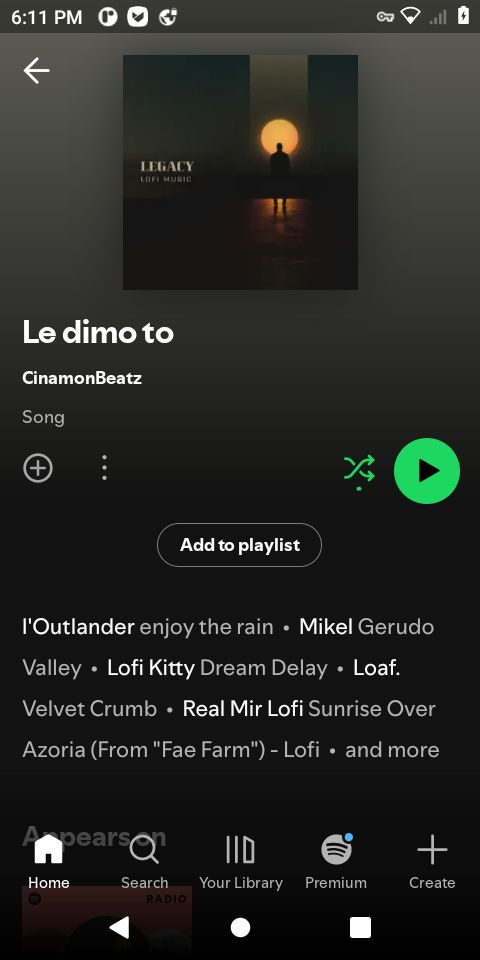 6:11 PM
LEGACY
LOFI MUSIC
Le dimo to
CinamonBeatz
Song
Add to playlist
l'Outlander enjoy the rain • Mikel Gerudo
Valley • Lofi Kitty Dream Delay • Loaf.
Velvet Crumb • Real Mir Lofi Sunrise Over
Azoria (From "Fae Farm") - Lofi • and more
Appears on
RADIO
Home Search Your Library Premium Create